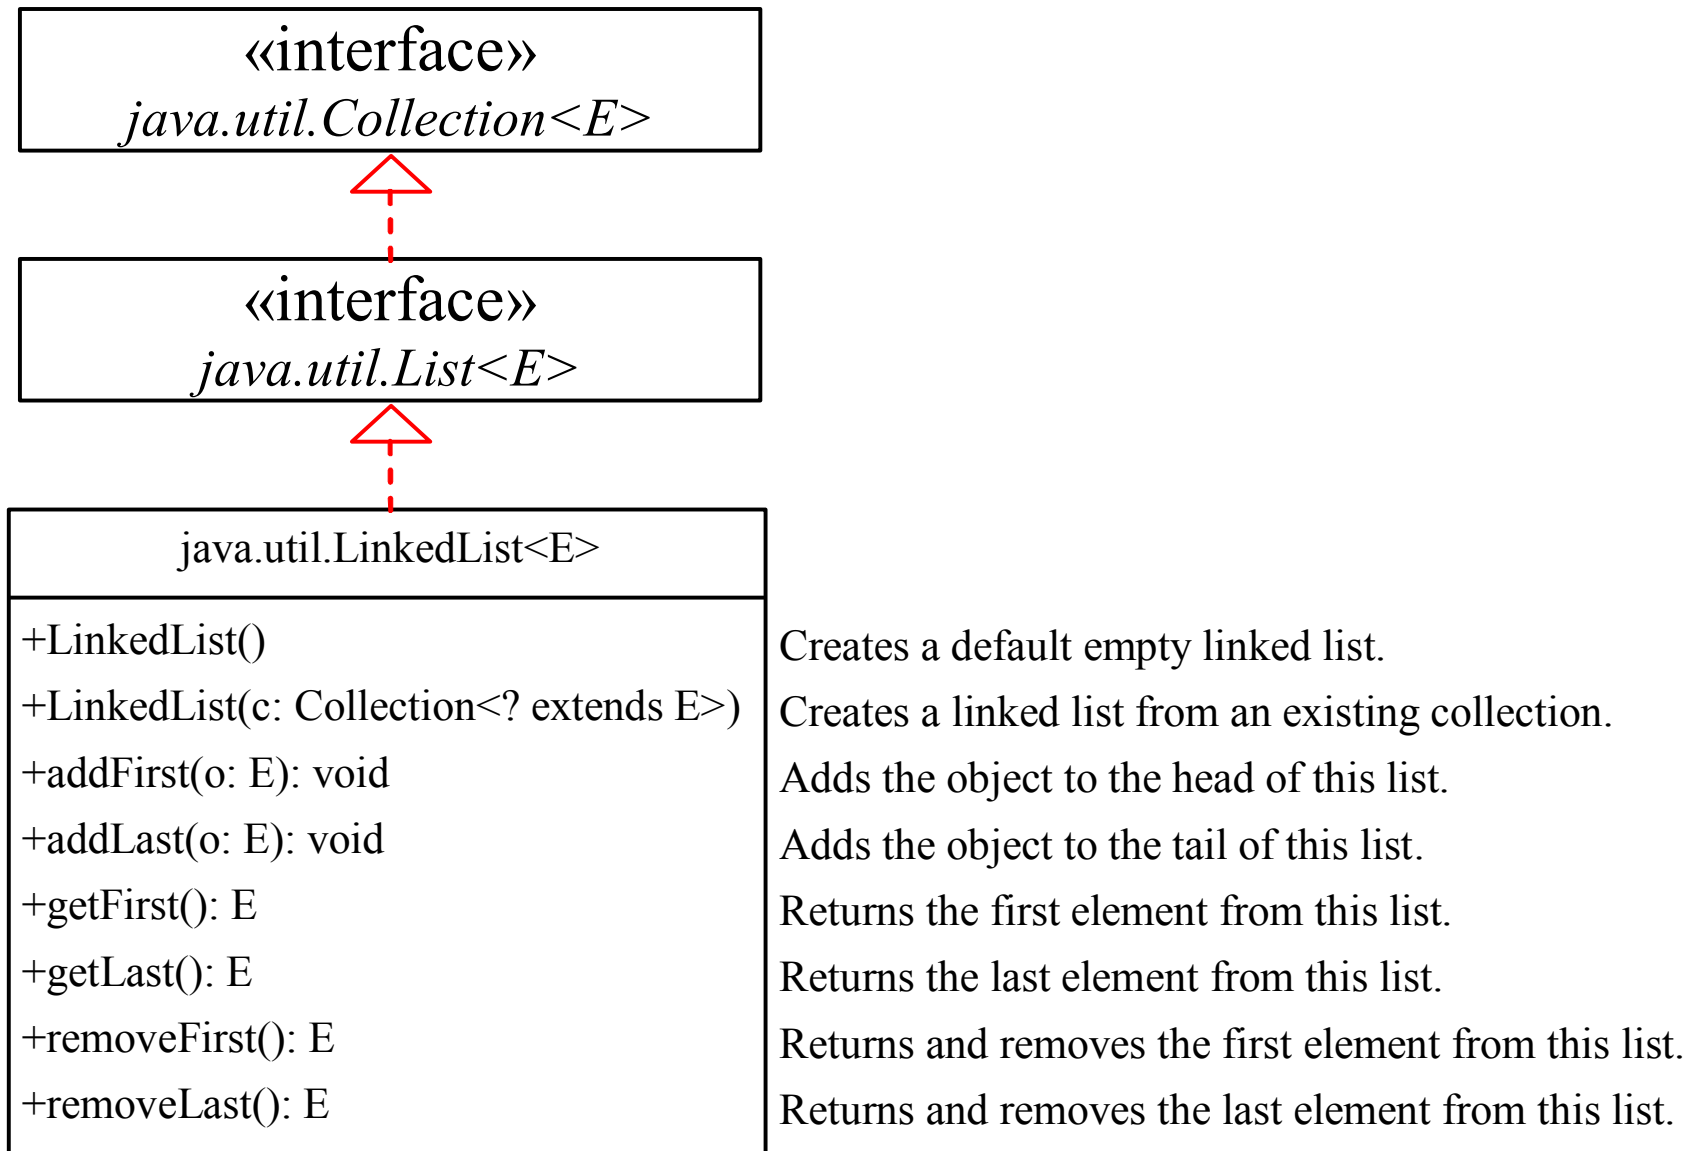 «interface»
java.util.Collection<E>
«interface»
java.util.List<E>
java.util.LinkedList<E>
+LinkedList()
Creates a default empty linked list.
+LinkedList(c: Collection<? extends E>)
Creates a linked list from an existing collection.
+addFirst(o: E): void
Adds the object to the head of this list.
+addLast(o: E): void
Adds the object to the tail of this list.
+getFirst(): E
Returns the first element from this list.
+getLast(): E
Returns the last element from this list.
+removeFirst(): E
Returns and removes the first element from this list.
+removeLast(): E
Returns and removes the last element from this list.